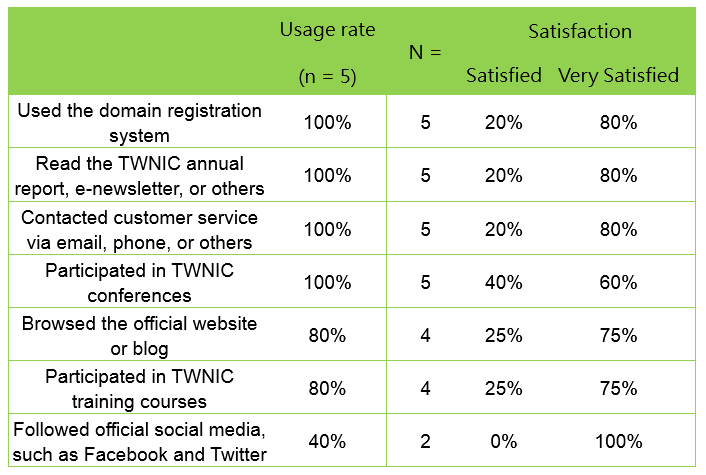 Usage rate
(n = 5)
N =
Satisfaction
Satisfied Very Satisfied
Used the domain registration
system
100% 5 20% 80%
Read the TWNIC annual
report, e-newsletter, or others
100% 5 20% 80%
Contacted customer service
via email, phone, or others
100% 5 20% 80%
Participated in TWNIC
conferences
100% 5 40% 60%
Browsed the official website
or blog
80% 4 25% 75%
Participated in TWNIC
training courses
80% 4 25% 75%
Followed official social media,
such as Facebook and Twitter
40% 2 0% 100%